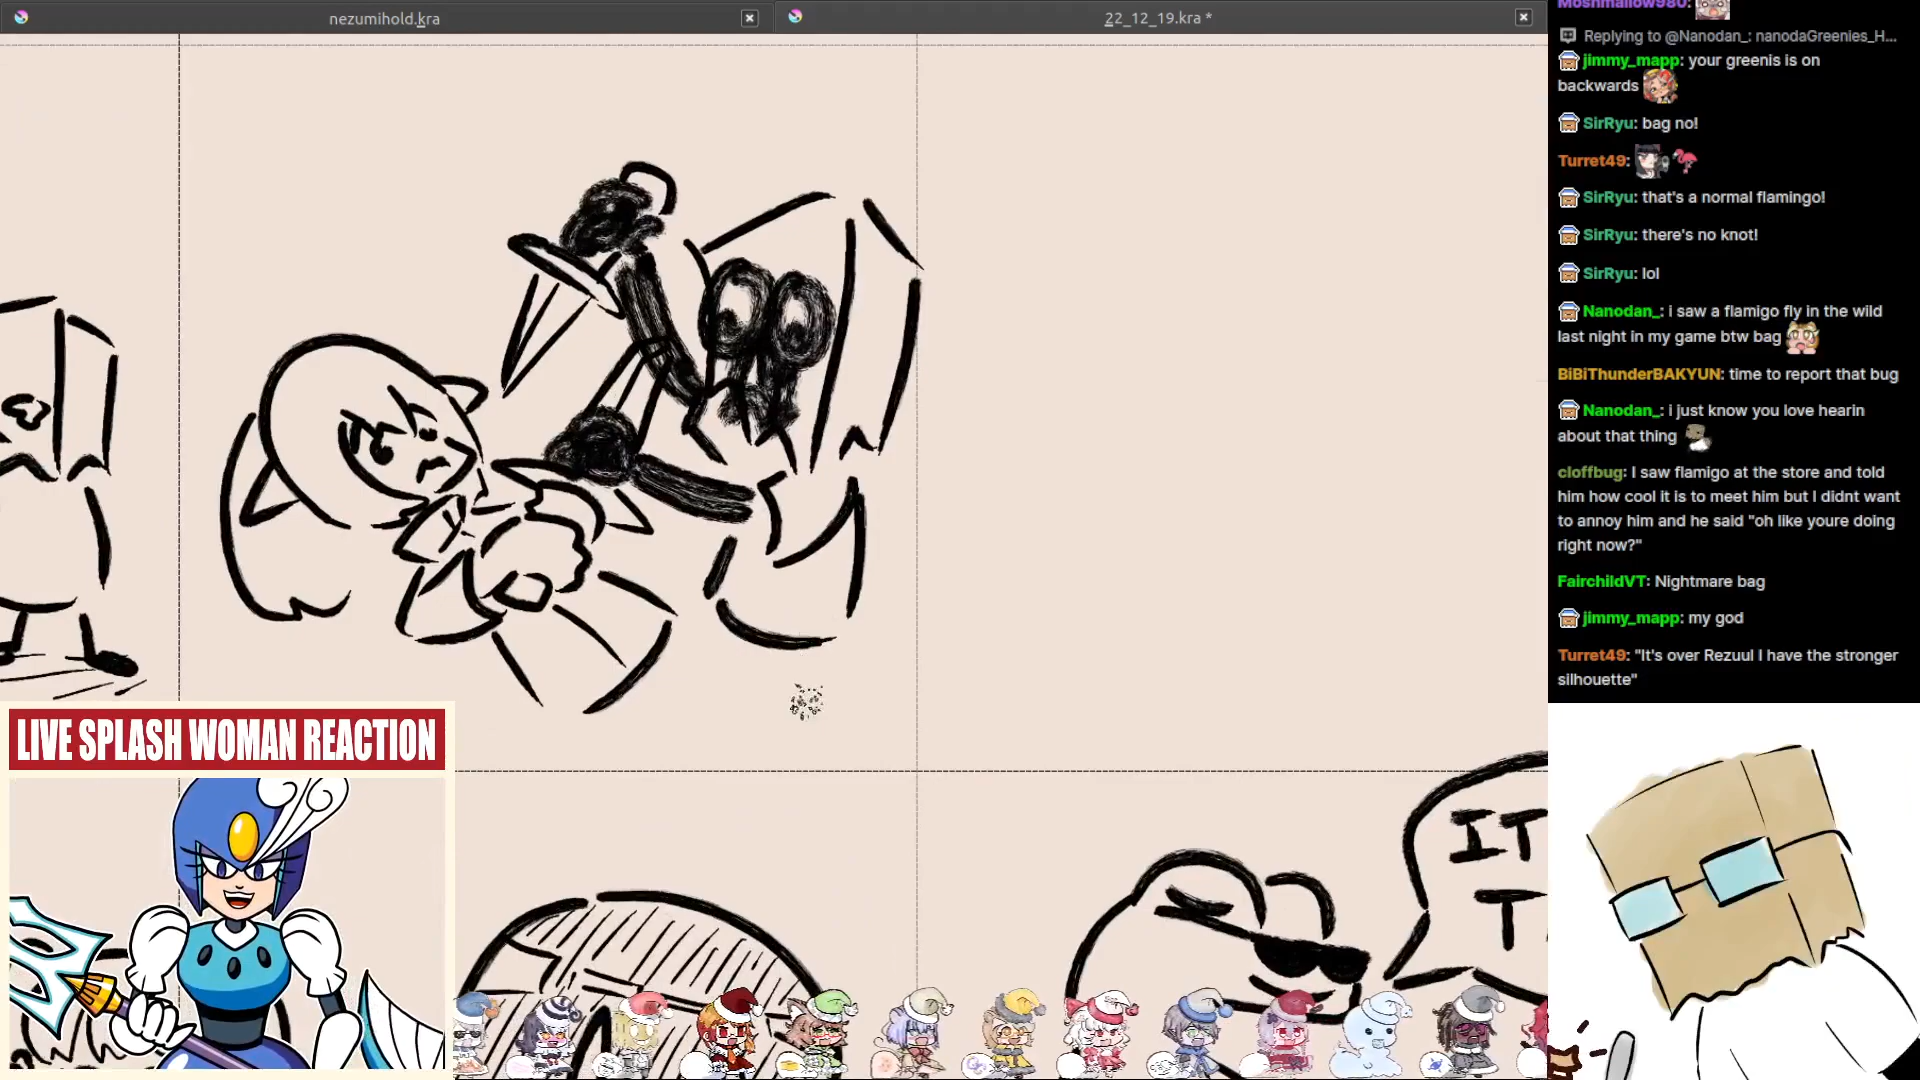 nezumihold.kra
22_12_19.kra *
Moshmallow980:
Replying to @Nanodan_: nanodaGreenies_H...
jimmy_mapp: your greenis is on
backwards
SirRyu: bag no!
Turret49:
SirRyu: that's a normal flamingo!
SirRyu: there's no knot!
SirRyu: lol
Nanodan_: i saw a flamigo fly in the wild
last night in my game btw bag
BiBiThunderBAKYUN: time to report that bug
Nanodan_: i just know you love hearin
about that thing
cloffbug: I saw flamigo at the store and told
him how cool it is to meet him but I didnt want
to annoy him and he said "oh like youre doing
right now?"
FairchildVT: Nightmare bag
jimmy_mapp: my god
Turret49: "It's over Rezuul I have the stronger
silhouette"
LIVE SPLASH WOMAN REACTION
IT
T